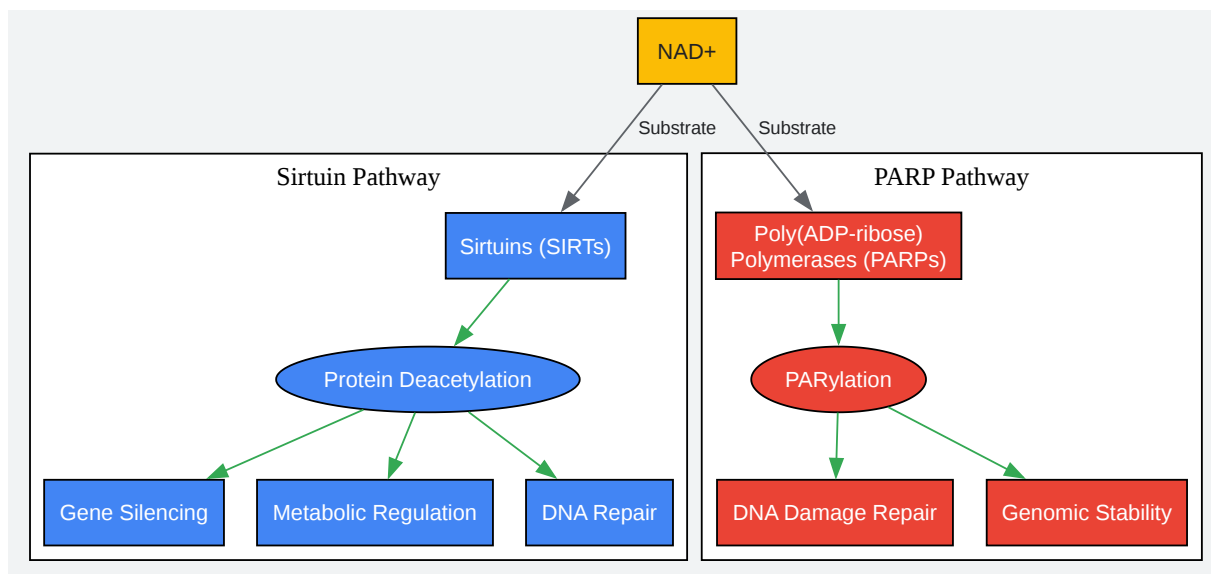 NAD+
Substrate
Substrate
Sirtuin Pathway
PARP Pathway
Sirtuins (SIRTs)
Poly(ADP-ribose)
Polymerases (PARPs)
Protein Deacetylation
PARylation
Gene Silencing
Metabolic Regulation
DNA Repair
DNA Damage Repair
Genomic Stability